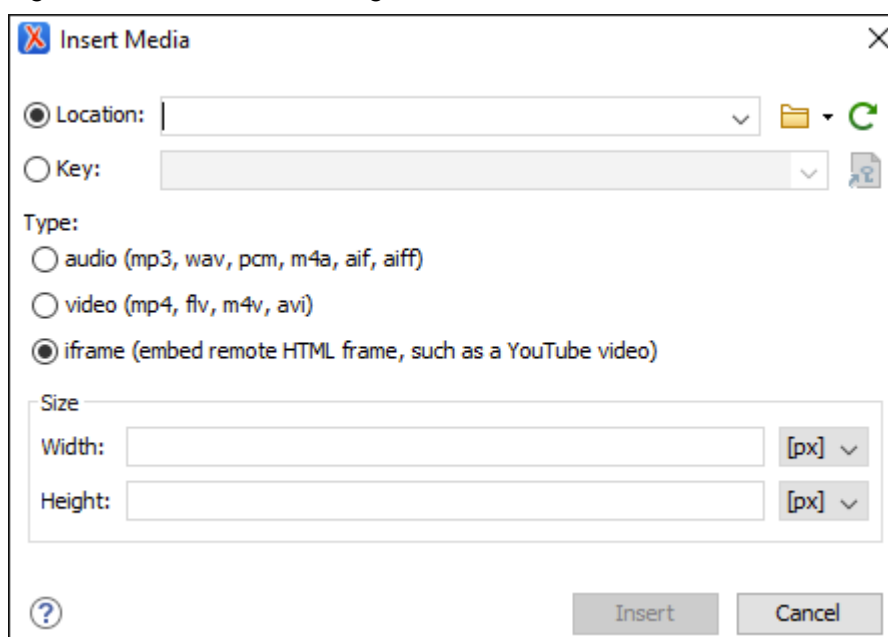 Insert Media
Location:
Key:
Type:
audio (mp3, wav, pcm, m4a, aif, aiff)
video (mp4, flv, m4v, avi)
iframe (embed remote HTML frame, such as a YouTube video)
Size
Width: [px]
Height: [px]
? Insert Cancel